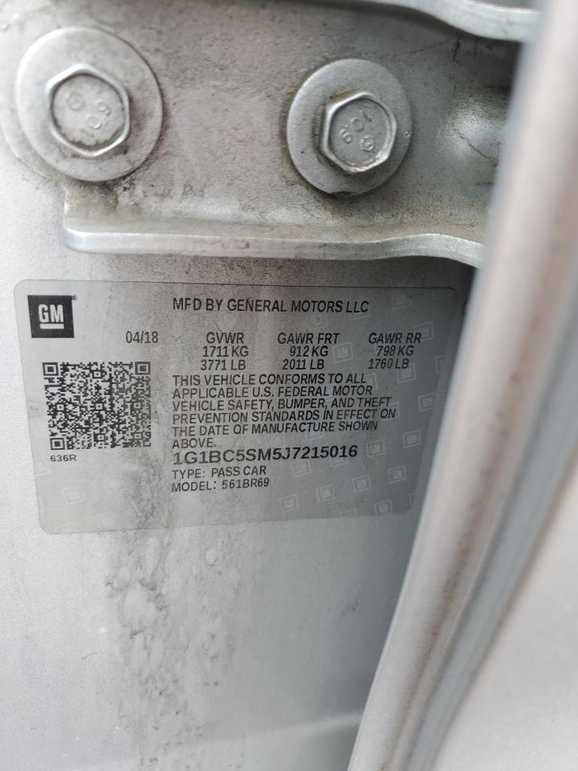 GM
MFD BY GENERAL MOTORS LLC
04/18 GVWR GAWR FRT GAWR RR
1711 KG 912 KG 798 KG
3771 LB 2011 LB 1760 LB
THIS VEHICLE CONFORMS TO ALL
APPLICABLE U.S. FEDERAL MOTOR
VEHICLE SAFETY, BUMPER, AND THEFT
PREVENTION STANDARDS IN EFFECT ON
THE DATE OF MANUFACTURE SHOWN
ABOVE.
636R
1G1BC5SM5J7215016
TYPE: PASS CAR
MODEL: 561BR69